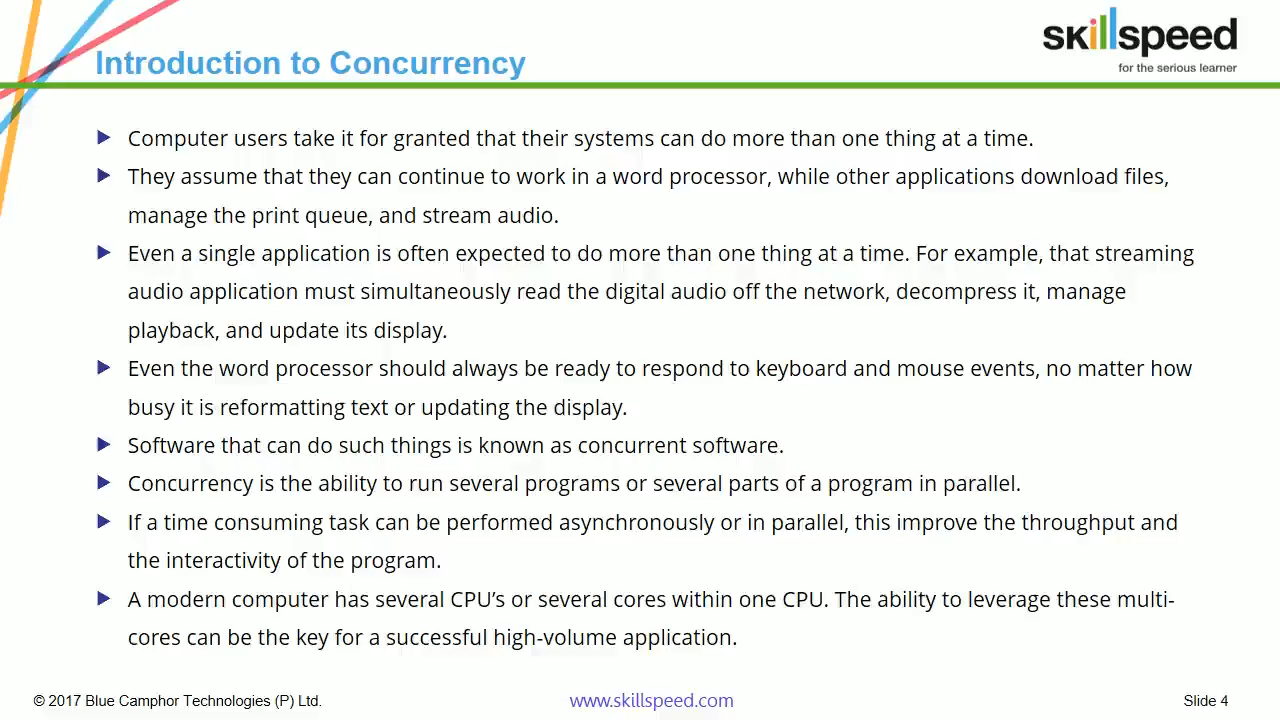 Introduction to Concurrency
skillspeed
for the serious learner
Computer users take it for granted that their systems can do more than one thing at a time.
They assume that they can continue to work in a word processor, while other applications download files,
manage the print queue, and stream audio.
Even a single application is often expected to do more than one thing at a time. For example, that streaming
audio application must simultaneously read the digital audio off the network, decompress it, manage
playback, and update its display.
Even the word processor should always be ready to respond to keyboard and mouse events, no matter how
busy it is reformatting text or updating the display.
Software that can do such things is known as concurrent software.
Concurrency is the ability to run several programs or several parts of a program in parallel.
If a time consuming task can be performed asynchronously or in parallel, this improve the throughput and
the interactivity of the program.
A modern computer has several CPU’s or several cores within one CPU. The ability to leverage these multi-
cores can be the key for a successful high-volume application.
© 2017 Blue Camphor Technologies (P) Ltd.
www.skillspeed.com
Slide 4